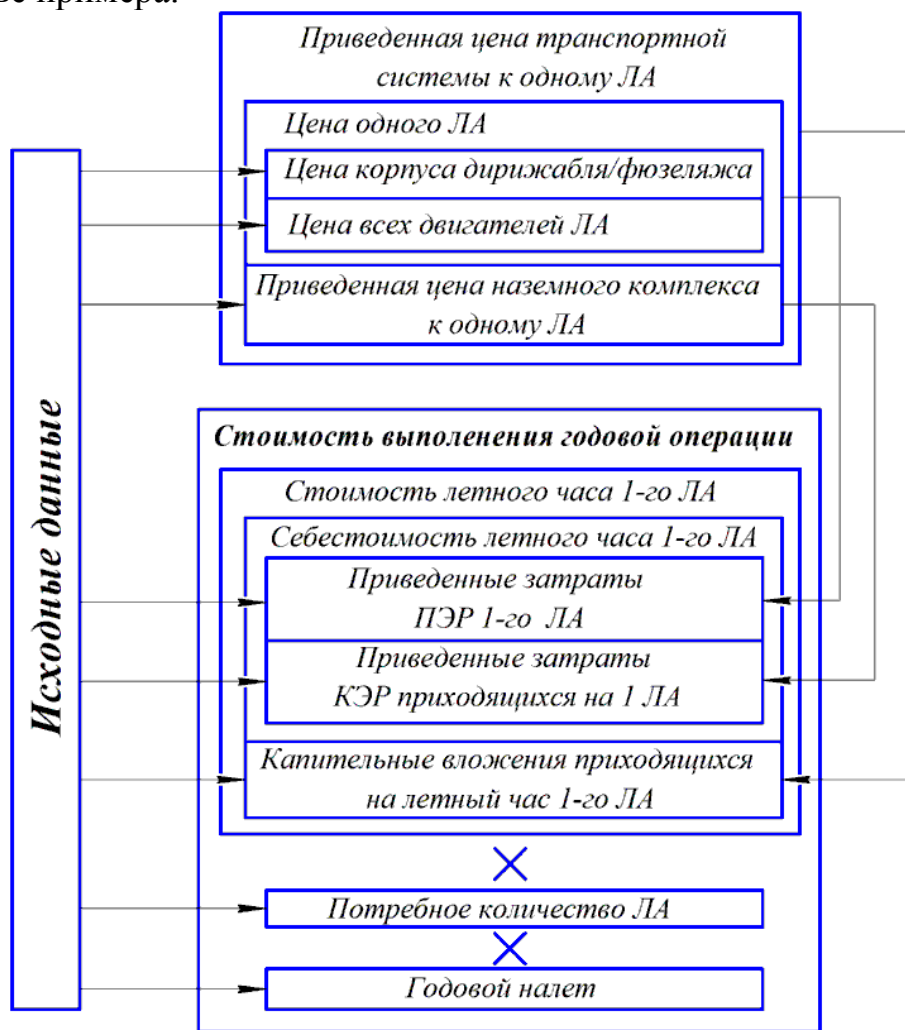 примера.
Приведенная цена транспортной
системы к одному ЛА
Цена одного ЛА
Цена корпуса дирижабля/фюзеляжа
Цена всех двигателей ЛА
Приведенная цена наземного комплекса
к одному ЛА
Исходные данные
Стоимость выполенения годовой операции
Стоимость летного часа 1-го ЛА
Себестоимость летного часа 1-го ЛА
Приведенные затраты
ПЭР 1-го ЛА
Приведенные затраты
КЭР приходящихся на 1 ЛА
Капительные вложения приходящихся
на летный час 1-го ЛА
×
Потребное количество ЛА
×
Годовой налет